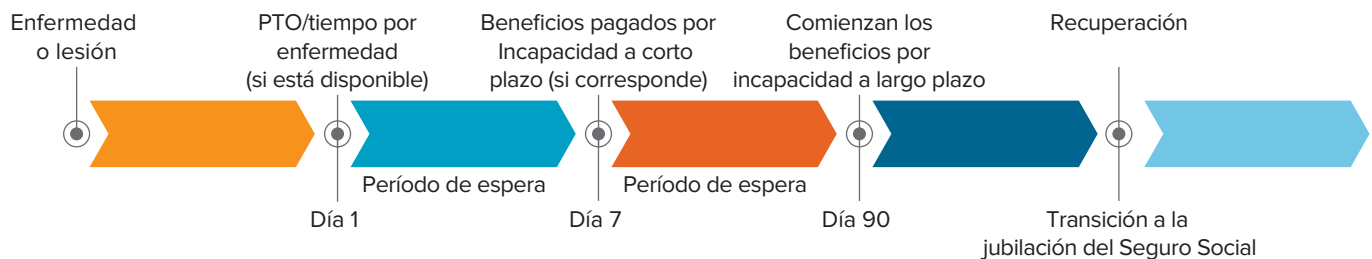 Enfermedad
o lesión
PTO/tiempo por
enfermedad
(si está disponible)
Beneficios pagados por
Incapacidad a corto
plazo (si corresponde)
Comienzan los
beneficios por
incapacidad a largo plazo
Recuperación
Período de espera
Período de espera
Día 1
Día 7
Día 90
Transición a la
jubilación del Seguro Social